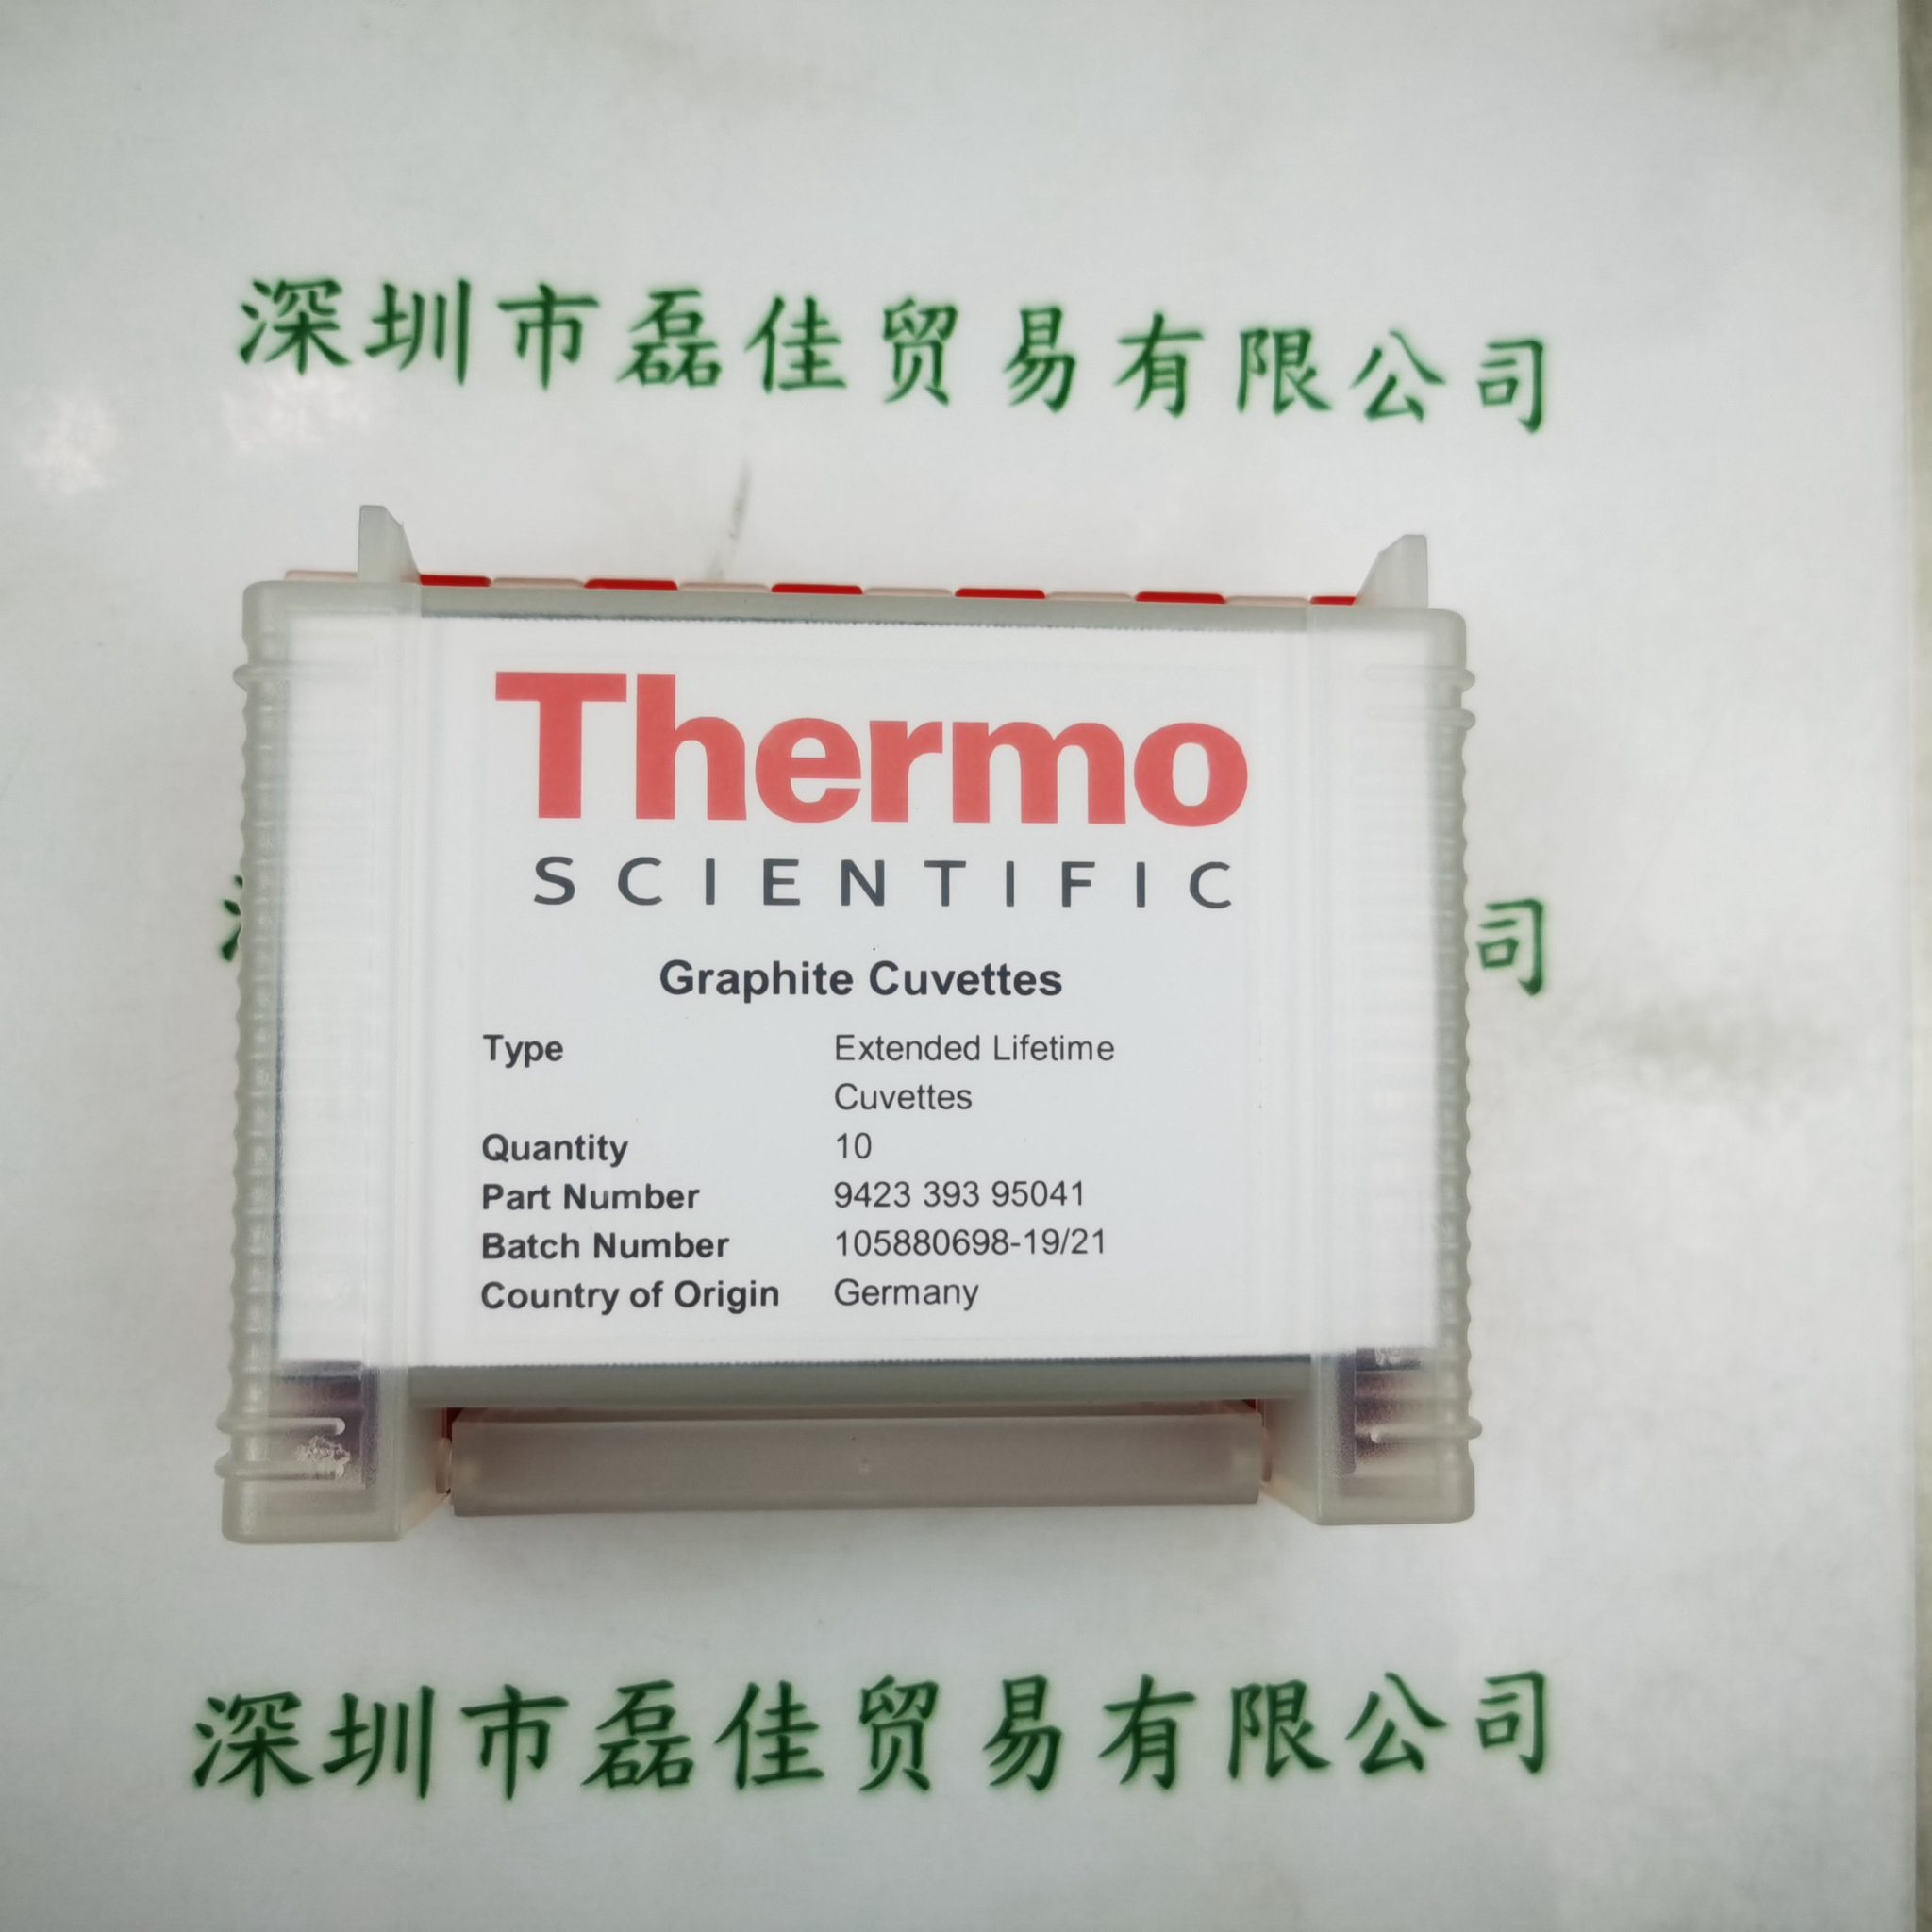 深圳市磊佳贸易有限公司
Thermo
SCIENTIFIC
Graphite Cuvettes
Type Extended Lifetime
Cuvettes
Quantity 10
Part Number 9423 393 95041
Batch Number 105880698-19/21
Country of Origin Germany
司
深圳市磊佳贸易有限公司